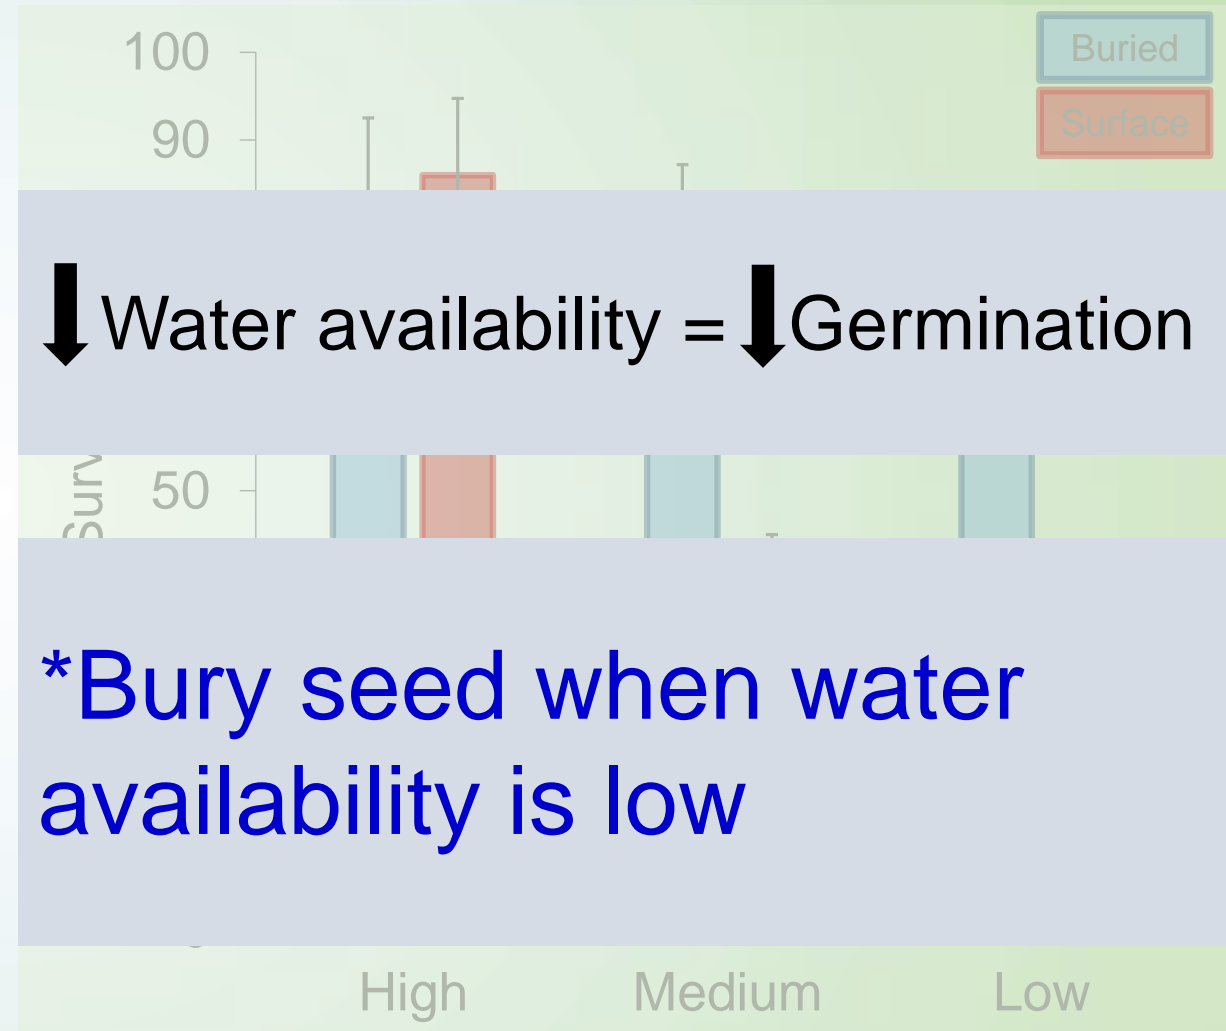 100
Buried
90
Surface
Water availability = Germination
50
*Bury seed when water
availability is low
High Medium Low